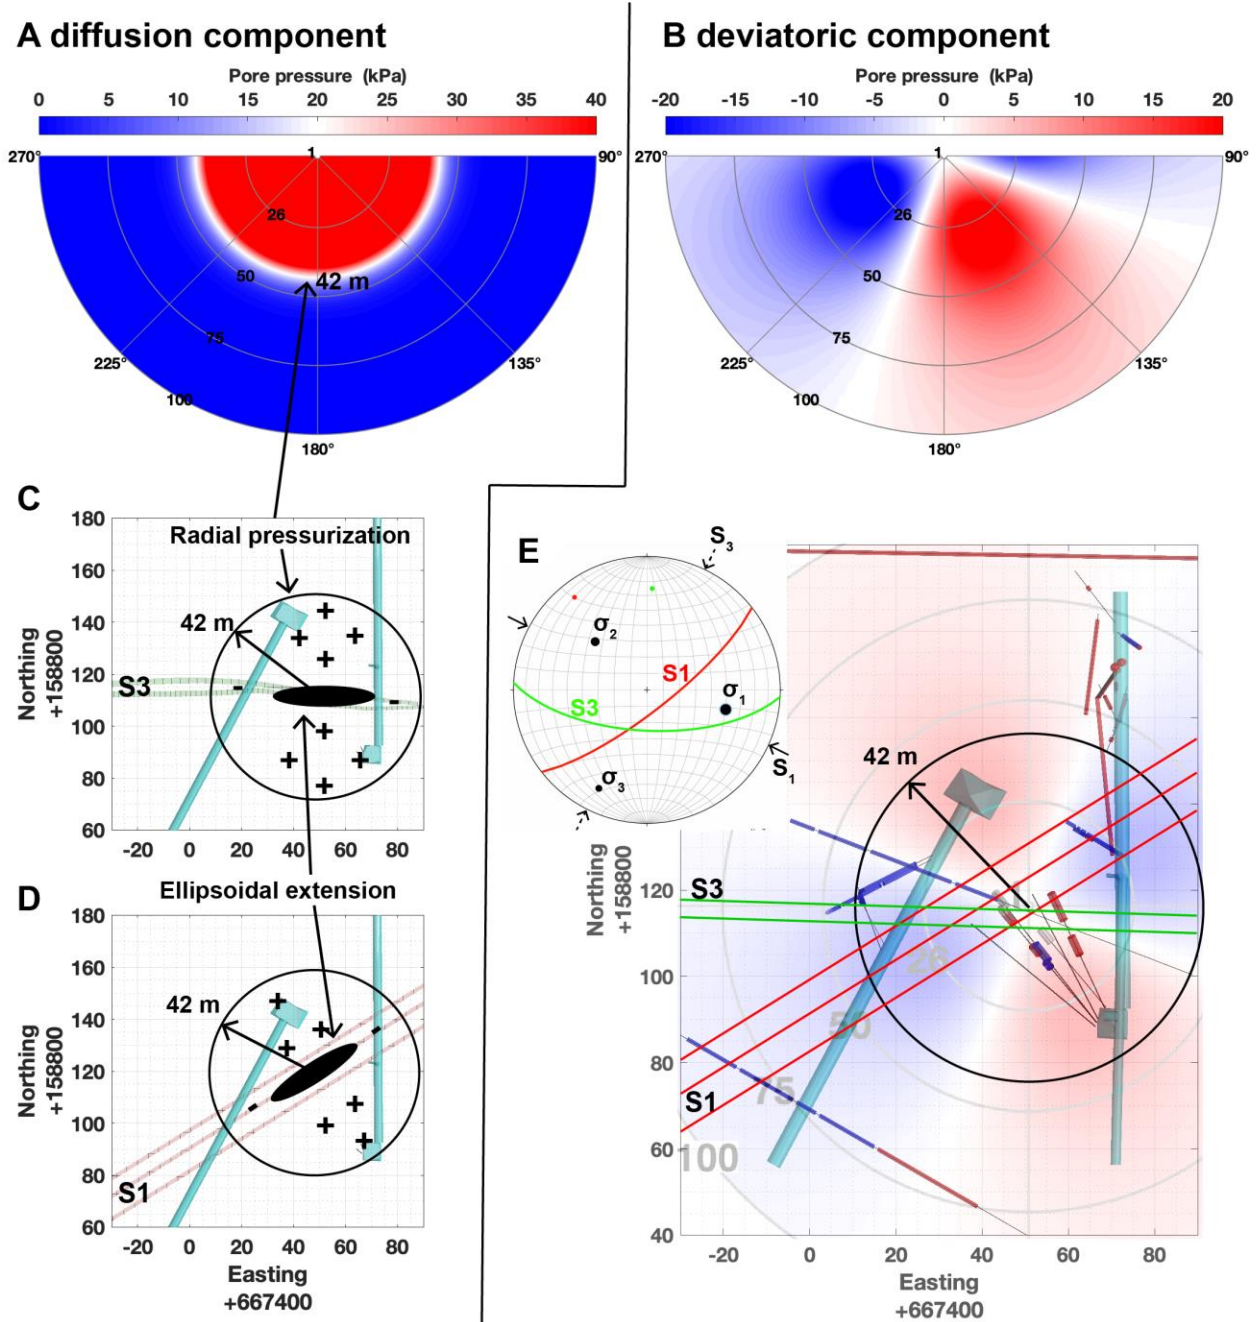 A diffusion component
Pore pressure (kPa)
0 5 10 15 20 25 30 35 40
270° 1 90°
26
50
42 m
75
225° 135°
100
180°
B deviatoric component
Pore pressure (kPa)
-20 -15 -10 -5 0 5 10 15 20
270° 1 90°
26
50
75
225° 135°
100
180°
C
180
Radial pressurization
160
140
42 m
120
S3
100
80
60
-20 0 20 40 60 80
Northing
+158800
Ellipsoidal extension
D
180
160
42 m
140
120
100
80
S1
60
-20 0 20 40 60 80
Northing
+158800
Easting
+667400
E
S3
σ2
S1
S3
σ1
S1
σ3
42 m
120
S3
100
26
50
80
75
S1
60
100
40
-20 0 20 40 60 80
Northing
+158800
Easting
+667400